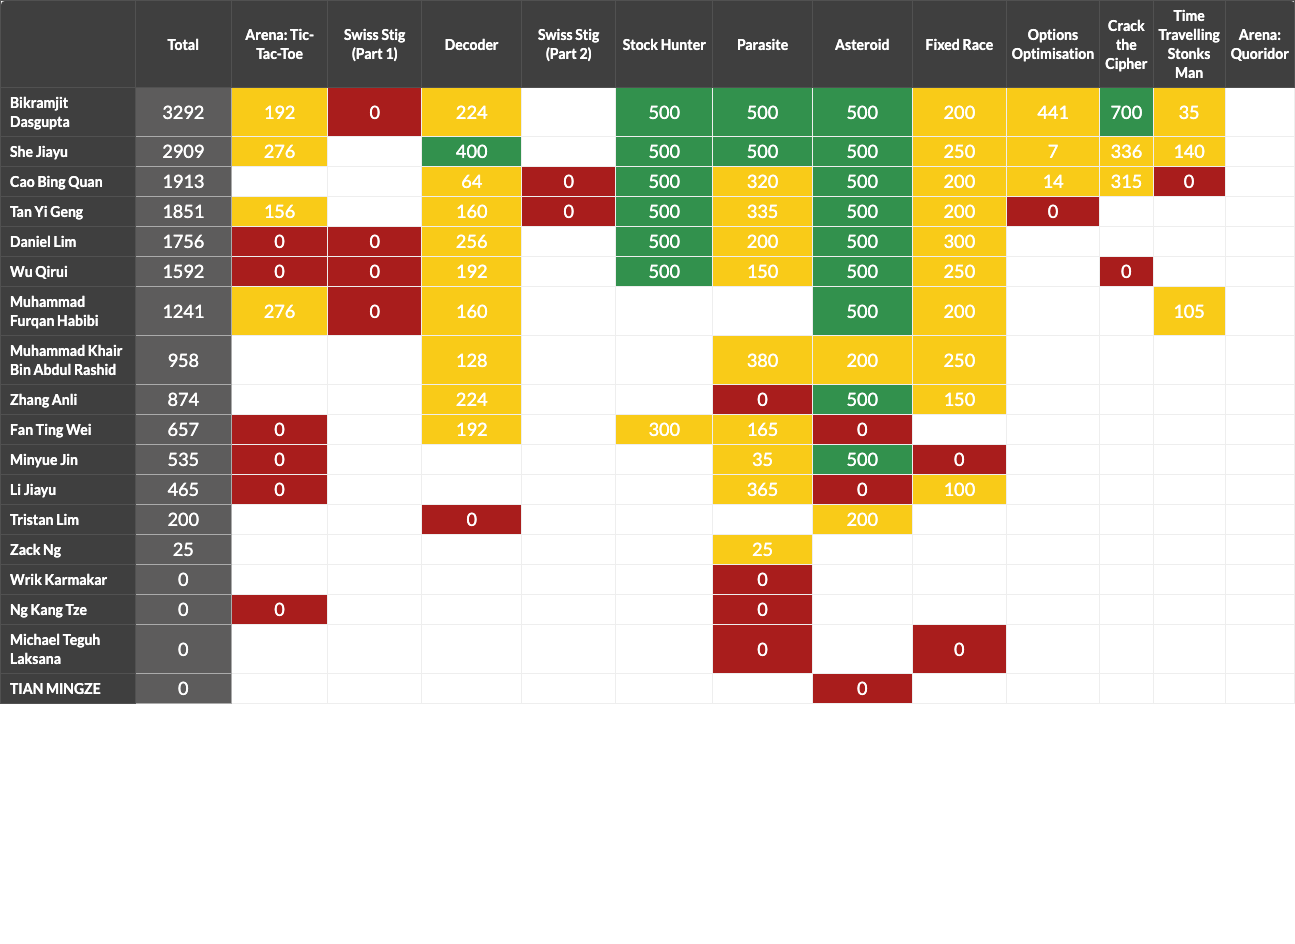 Total Arena: Tic-Tac-Toe Swiss Stig (Part 1) Decoder Swiss Stig (Part 2) Stock Hunter Parasite Asteroid Fixed Race Options Optimisation Crack the Cipher Time Travelling Stonks Man Arena: Quoridor
Bikramjit Dasgupta 3292 192 0 224 500 500 500 200 441 700 35
She Jiayu 2909 276 400 500 500 500 250 7 336 140
Cao Bing Quan 1913 64 0 500 320 500 200 14 315 0
Tan Yi Geng 1851 156 160 0 500 335 500 200 0
Daniel Lim 1756 0 0 256 500 200 500 300
Wu Qirui 1592 0 0 192 500 150 500 250 0
Muhammad Furqan Habibi 1241 276 0 160 500 200 105
Muhammad Khair Bin Abdul Rashid 958 128 380 200 250
Zhang Anli 874 224 0 500 150
Fan Ting Wei 657 0 192 300 165 0
Minyue Jin 535 0 35 500 0
Li Jiayu 465 0 365 0 100
Tristan Lim 200 0 200
Zack Ng 25 25
Wrik Karmakar 0 0
Ng Kang Tze 0 0 0
Michael Teguh Laksana 0 0 0
TIAN MINGZE 0 0